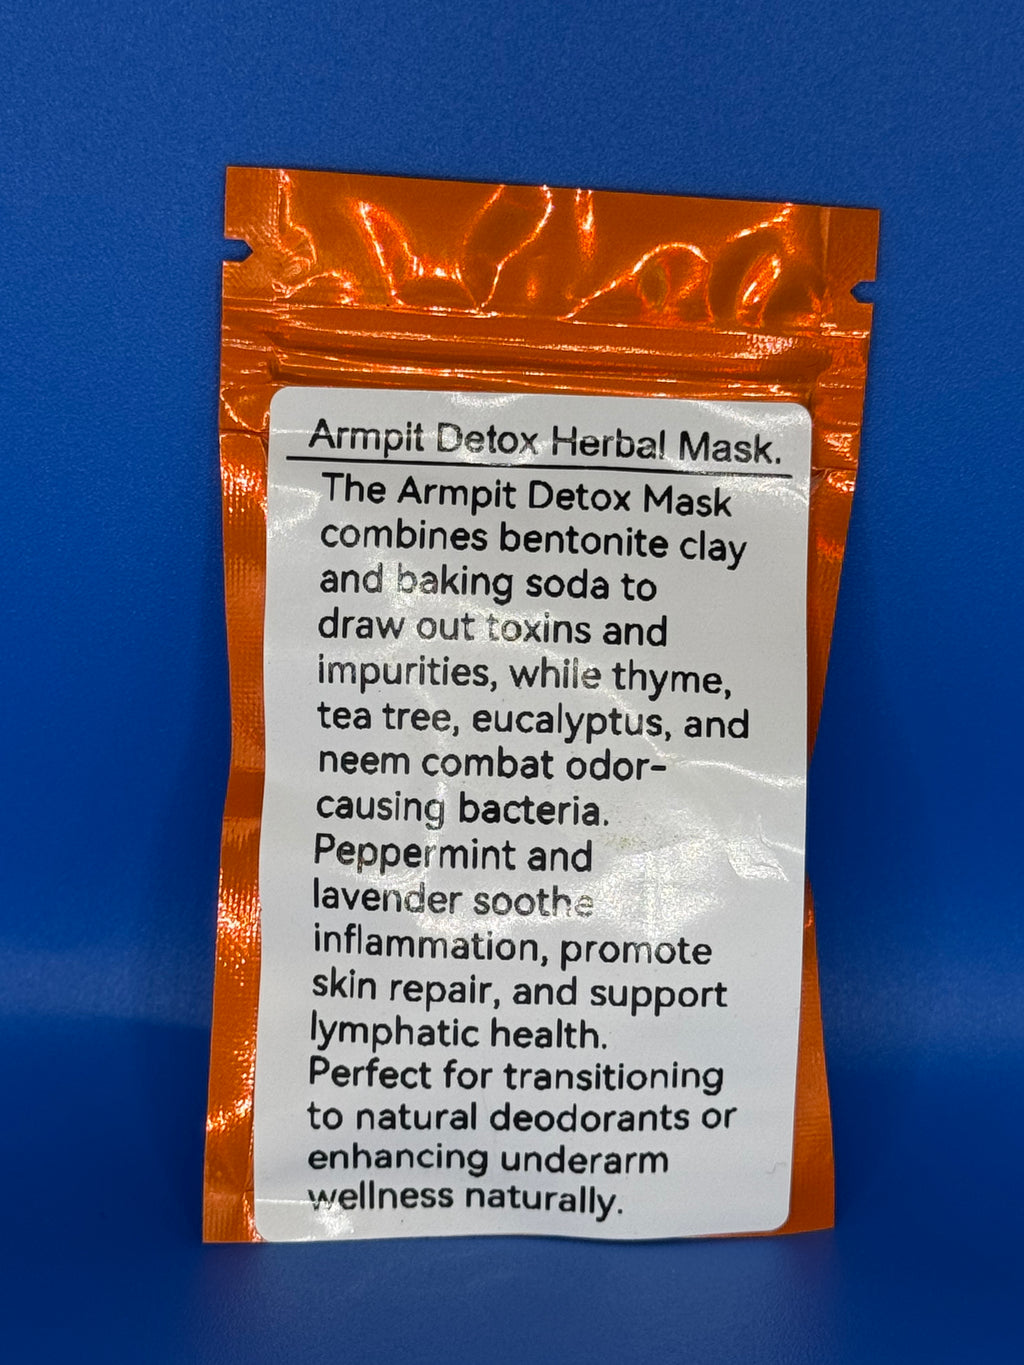 Armpit Detox Herbal Mask.
The Armpit Detox Mask
combines bentonite clay
and baking soda to
draw out toxins and
impurities, while thyme,
tea tree, eucalyptus, and
neem combat odor-
causing bacteria.
Peppermint and
lavender soothe
inflammation, promote
skin repair, and support
lymphatic health.
Perfect for transitioning
to natural deodorants or
enhancing underarm
wellness naturally.